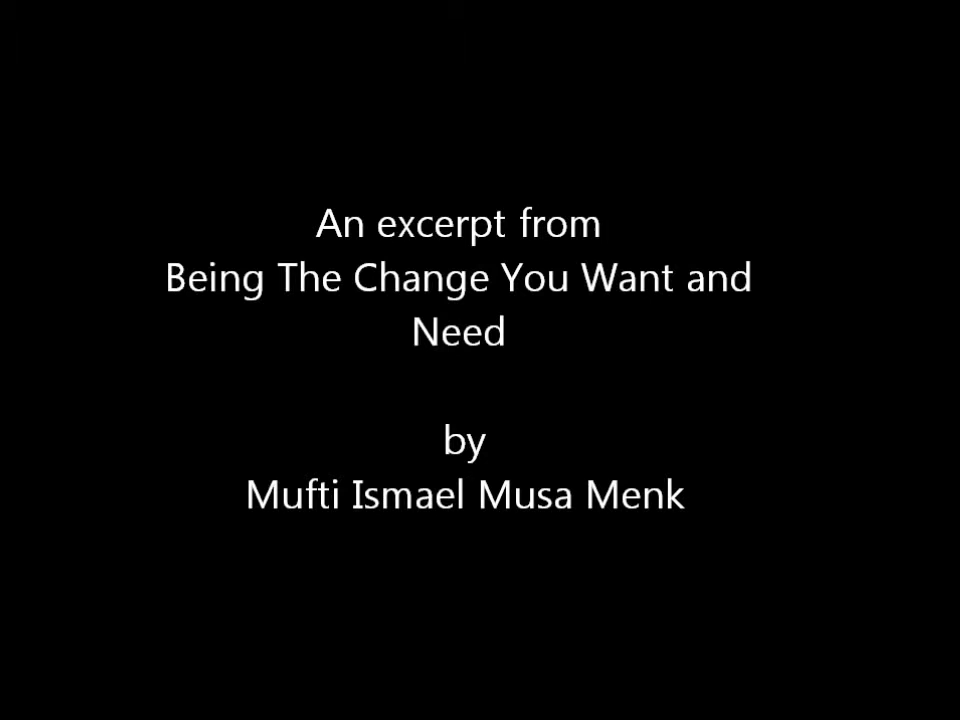 An excerpt from
Being The Change You Want and
Need
by
Mufti Ismael Musa Menk